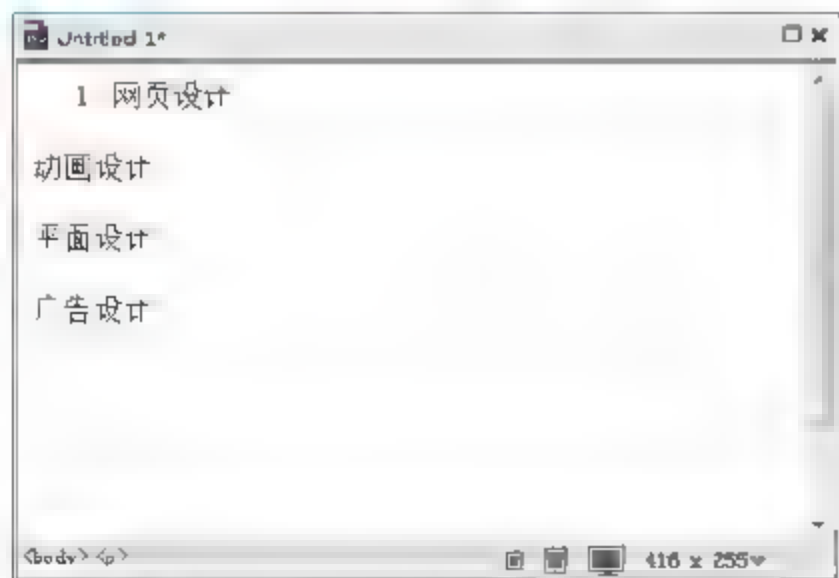 Untitled 1*
1 网页设计
动画设计
平面设计
广告设计
<body> <p>
416 x 255